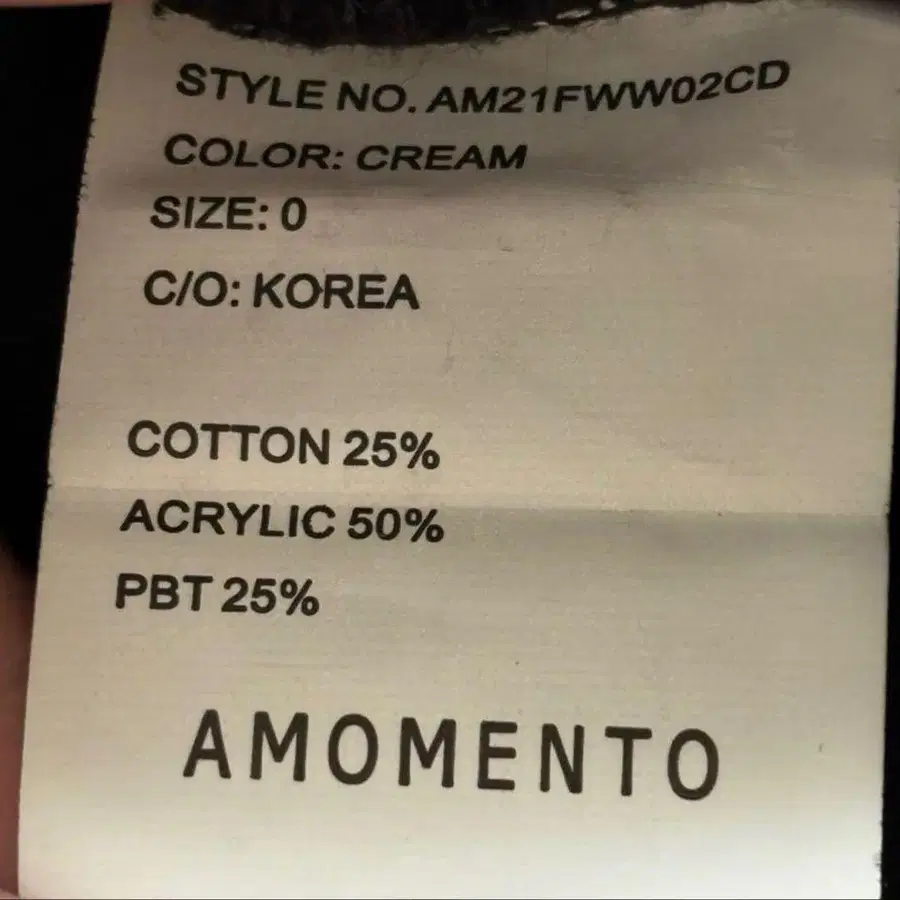 STYLE NO. AM21FWW02CD
COLOR: CREAM
SIZE: 0
C/O: KOREA
COTTON 25%
ACRYLIC 50%
PBT 25%
AMOMENTO